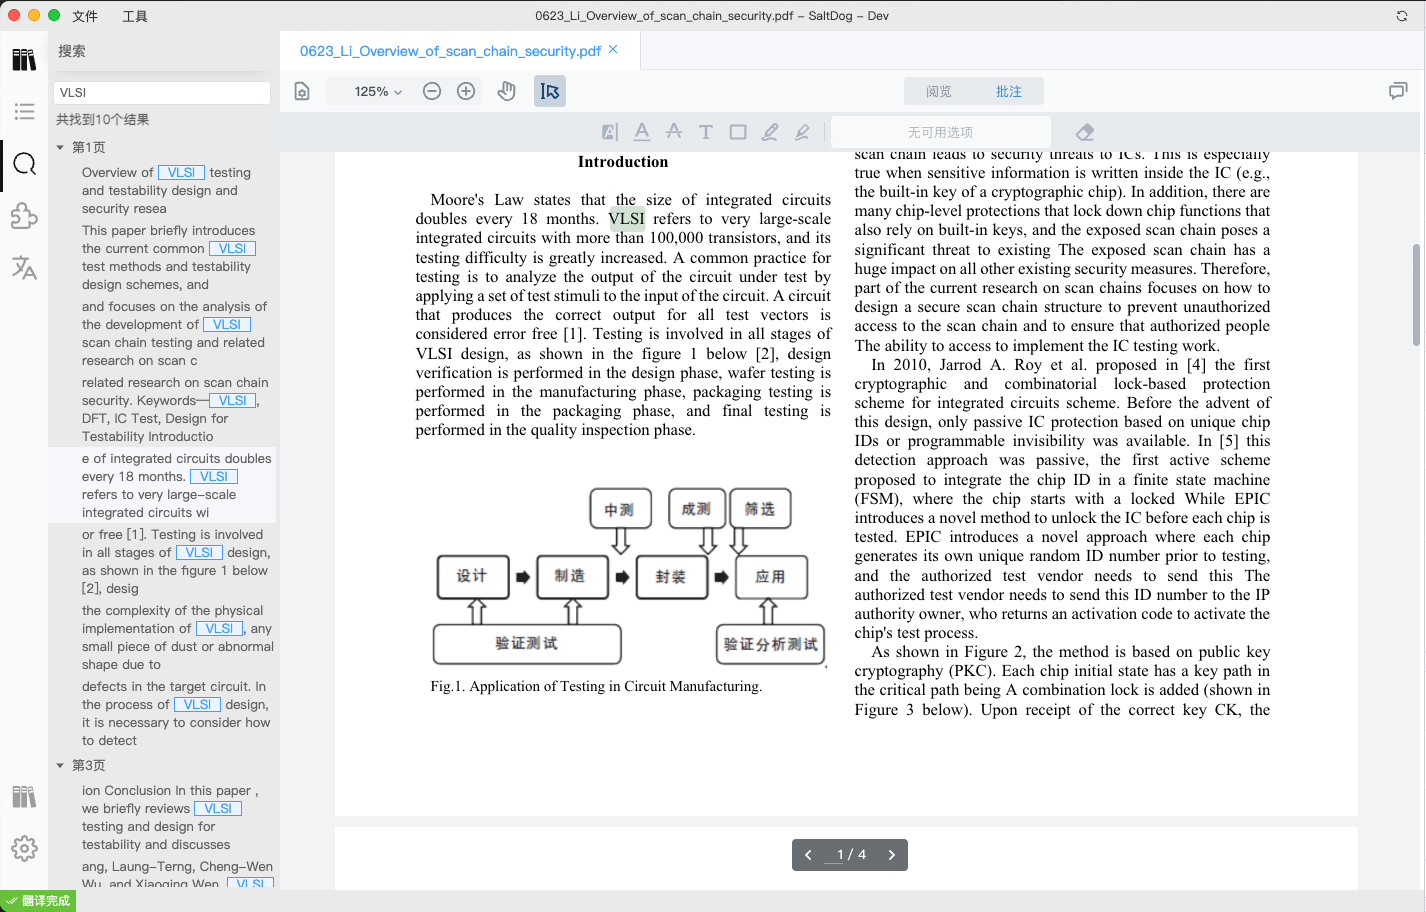 文件 工具
0623_Li_Overview_of_scan_chain_security.pdf – SaltDog – Dev
搜索
VLSI
共找到10个结果
第1页
Overview of VLSI testing
and testability design and
security resea
This paper briefly introduces
the current common VLSI
test methods and testability
design schemes, and
and focuses on the analysis of
the development of VLSI
scan chain testing and related
research on scan c
related research on scan chain
security. Keywords—VLSI,
DFT, IC Test, Design for
Testability Introductio
e of integrated circuits doubles
every 18 months. VLSI
refers to very large–scale
integrated circuits wi
or free [1]. Testing is involved
in all stages of VLSI design,
as shown in the figure 1 below
[2], desig
the complexity of the physical
implementation of VLSI, any
small piece of dust or abnormal
shape due to
defects in the target circuit. In
the process of VLSI design,
it is necessary to consider how
to detect
第3页
ion Conclusion In this paper ,
we briefly reviews VLSI
testing and design for
testability and discusses
ang, Laung–Terng, Cheng–Wen
Wu, and Xiaoqing Wen. VLSI
翻译完成
0623_Li_Overview_of_scan_chain_security.pdf
125%
阅览 批注
无可用选项
Introduction
Moore's Law states that the size of integrated circuits
doubles every 18 months. VLSI refers to very large-scale
integrated circuits with more than 100,000 transistors, and its
testing difficulty is greatly increased. A common practice for
testing is to analyze the output of the circuit under test by
applying a set of test stimuli to the input of the circuit. A circuit
that produces the correct output for all test vectors is
considered error free [1]. Testing is involved in all stages of
VLSI design, as shown in the figure 1 below [2], design
verification is performed in the design phase, wafer testing is
performed in the manufacturing phase, packaging testing is
performed in the packaging phase, and final testing is
performed in the quality inspection phase.
中测 成测 筛选
设计 制造 封装 应用
验证测试 验证分析测试
Fig.1. Application of Testing in Circuit Manufacturing.
scan chain leads to security threats to ICs. This is especially
true when sensitive information is written inside the IC (e.g.,
the built-in key of a cryptographic chip). In addition, there are
many chip-level protections that lock down chip functions that
also rely on built-in keys, and the exposed scan chain poses a
significant threat to existing The exposed scan chain has a
huge impact on all other existing security measures. Therefore,
part of the current research on scan chains focuses on how to
design a secure scan chain structure to prevent unauthorized
access to the scan chain and to ensure that authorized people
The ability to access to implement the IC testing work.
In 2010, Jarrod A. Roy et al. proposed in [4] the first
cryptographic and combinatorial lock-based protection
scheme for integrated circuits scheme. Before the advent of
this design, only passive IC protection based on unique chip
IDs or programmable invisibility was available. In [5] this
detection approach was passive, the first active scheme
proposed to integrate the chip ID in a finite state machine
(FSM), where the chip starts with a locked While EPIC
introduces a novel method to unlock the IC before each chip is
tested. EPIC introduces a novel approach where each chip
generates its own unique random ID number prior to testing,
and the authorized test vendor needs to send this The
authorized test vendor needs to send this ID number to the IP
authority owner, who returns an activation code to activate the
chip's test process.
As shown in Figure 2, the method is based on public key
cryptography (PKC). Each chip initial state has a key path in
the critical path being A combination lock is added (shown in
Figure 3 below). Upon receipt of the correct key CK, the
1 / 4